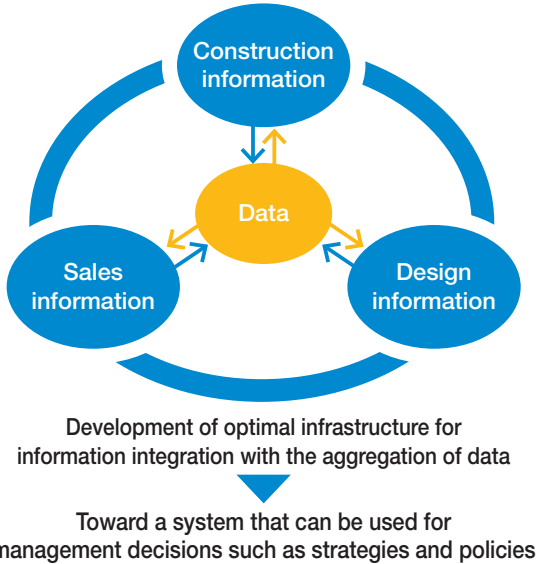 Construction
information
Data
Sales
information
Design
information
Development of optimal infrastructure for
information integration with the aggregation of data
Toward a system that can be used for
management decisions such as strategies and policies